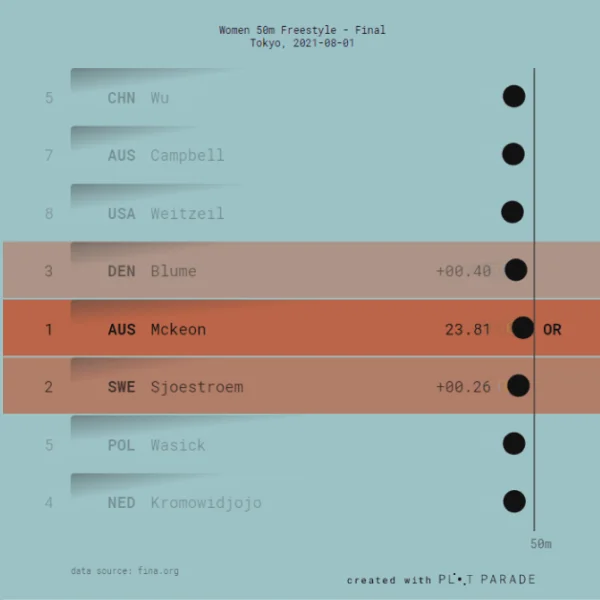 Women 50m Freestyle - Final
Tokyo, 2021-08-01
5 CHN Wu
7 AUS Campbell
8 USA Weitzeil
3 DEN Blume +00.40
1 AUS Mckeon 23.81 OR
2 SWE Sjoestroem +00.26
5 POL Wasick
4 NED Kromowidjojo
50m
data source: fina.org
created with PLOT PARADE